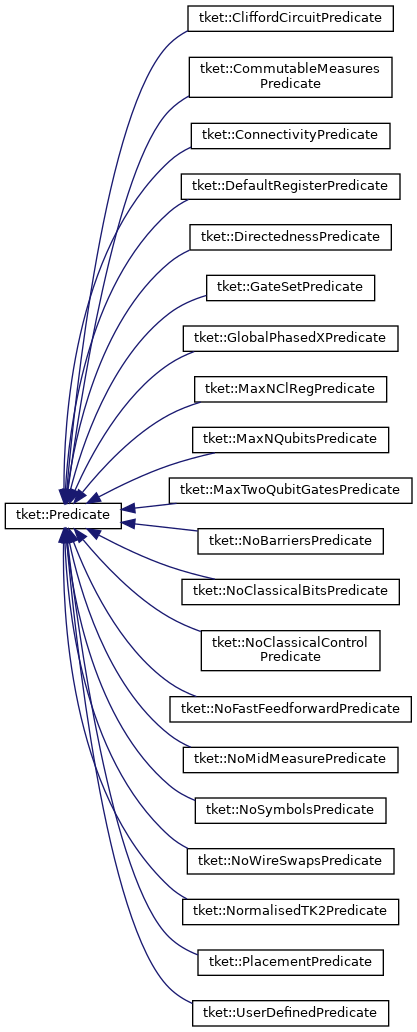 tket::CliffordCircuitPredicate
tket::CommutableMeasures
Predicate
tket::ConnectivityPredicate
tket::DefaultRegisterPredicate
tket::DirectednessPredicate
tket::GateSetPredicate
tket::GlobalPhasedXPredicate
tket::MaxNClRegPredicate
tket::MaxNQubitsPredicate
tket::MaxTwoQubitGatesPredicate
tket::Predicate
tket::NoBarriersPredicate
tket::NoClassicalBitsPredicate
tket::NoClassicalControl
Predicate
tket::NoFastFeedforwardPredicate
tket::NoMidMeasurePredicate
tket::NoSymbolsPredicate
tket::NoWireSwapsPredicate
tket::NormalisedTK2Predicate
tket::PlacementPredicate
tket::UserDefinedPredicate